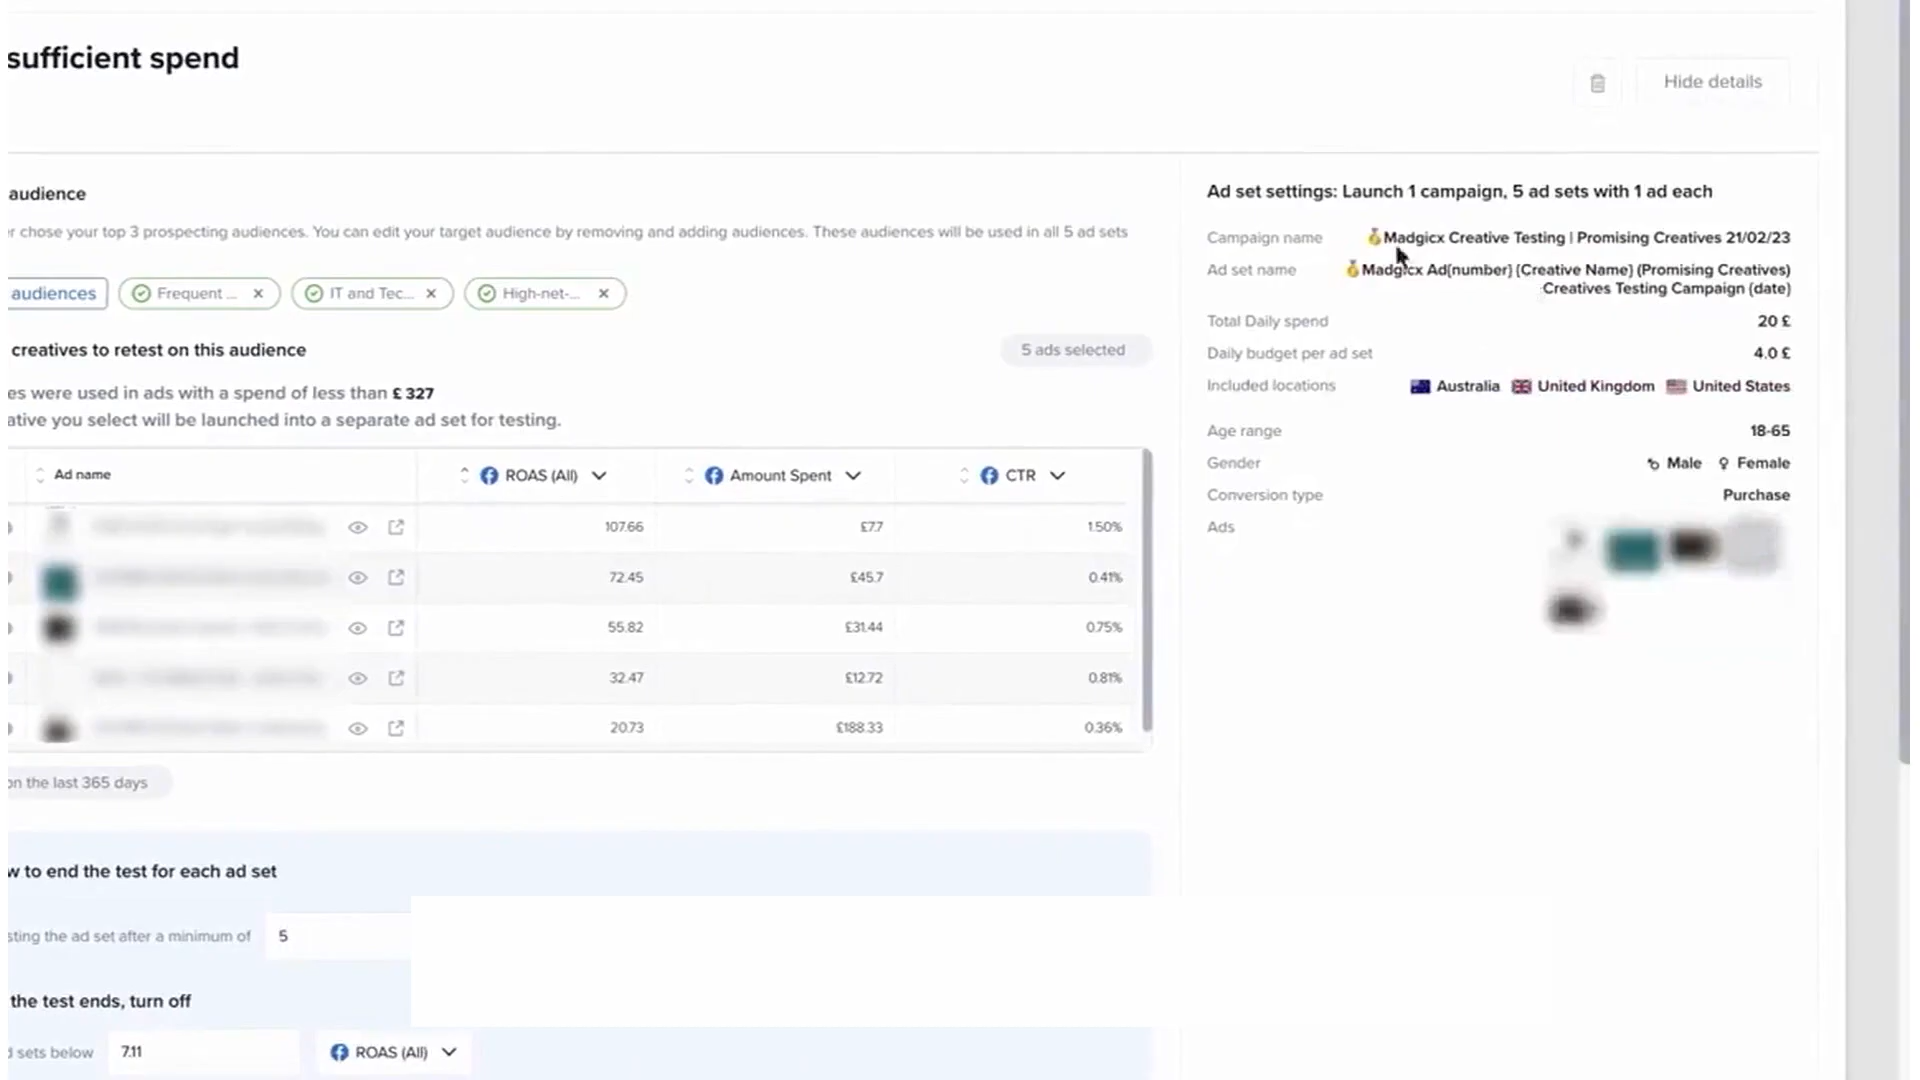 sufficient spend
Hide details
audience
r chose your top 3 prospecting audiences. You can edit your target audience by removing and adding audiences. These audiences will be used in all 5 ad sets
audiences
Frequent ...
IT and Tec...
High-net-...
creatives to retest on this audience
5 ads selected
es were used in ads with a spend of less than £ 327
ative you select will be launched into a separate ad set for testing.
Ad name
ROAS (All)
Amount Spent
CTR
107.66
£7.7
1.50%
72.45
£45.7
0.41%
55.82
£31.44
0.75%
32.47
£12.72
0.81%
20.73
£188.33
0.36%
on the last 365 days
w to end the test for each ad set
sting the ad set after a minimum of
5
the test ends, turn off
d sets below
7.11
ROAS (All)
Ad set settings: Launch 1 campaign, 5 ad sets with 1 ad each
Campaign name
🥇Madgicx Creative Testing | Promising Creatives 21/02/23
Ad set name
🥇Madgicx Ad{number} {Creative Name} (Promising Creatives)
Creatives Testing Campaign (date)
Total Daily spend
20 £
Daily budget per ad set
4.0 £
Included locations
Australia
United Kingdom
United States
Age range
18-65
Gender
Male
Female
Conversion type
Purchase
Ads